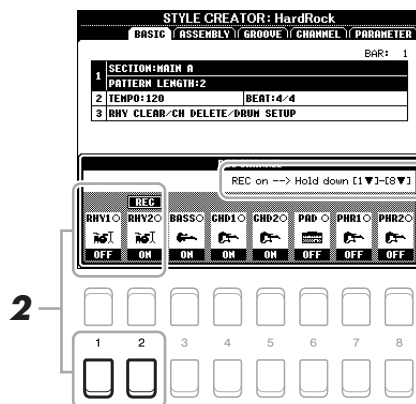 STYLE CREATOR: HardRock
BASIC ASSEMBLY GROOVE CHANNEL PARAMETER
BAR: 1
1 SECTION:MAIN A
PATTERN LENGTH:2
2 TEMPO:120 BEAT:4/4
3 RHY CLEAR/CH DELETE/DRUM SETUP
REC on --> Hold down [1▼]-[8▼]
REC
RHY1 RHY2 BASS CHD1 CHD2 PAD PHR1 PHR2
OFF ON ON ON ON OFF OFF OFF
2
1 2 3 4 5 6 7 8